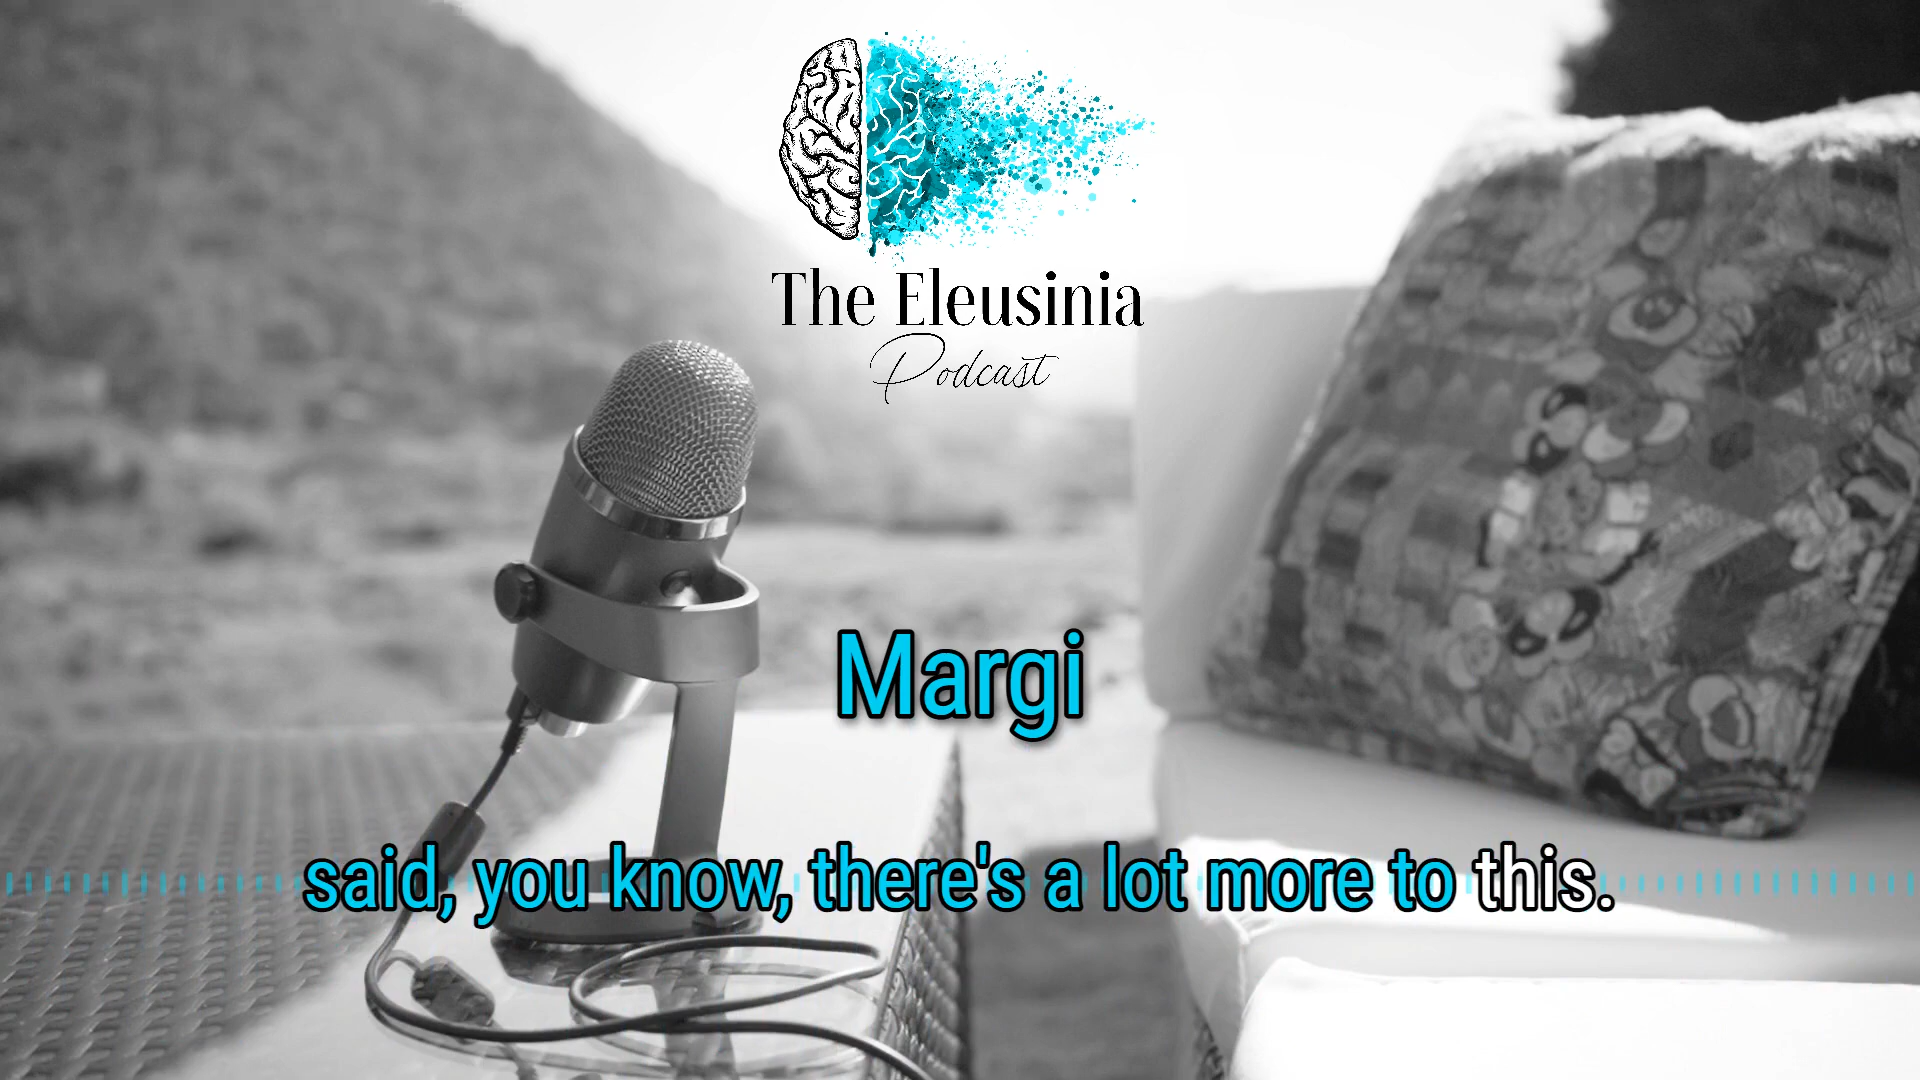 The Eleusinia
Podcast
Margi
said, you know, there's a lot more to this.